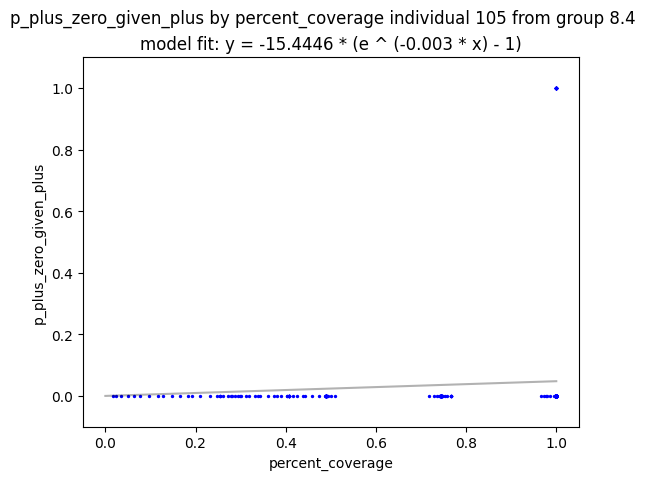 p_plus_zero_given_plus by percent_coverage individual 105 from group 8.4
model fit: y = -15.4446 * (e ^ (-0.003 * x) - 1)
1.0
0.8
0.6
0.4
0.2
0.0
p_plus_zero_given_plus
0.0 0.2 0.4 0.6 0.8 1.0
percent_coverage